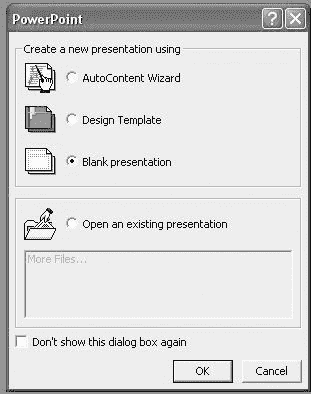 PowerPoint
Create a new presentation using
AutoContent Wizard
Design Template
Blank presentation
Open an existing presentation
More Files...
Don't show this dialog box again
OK
Cancel